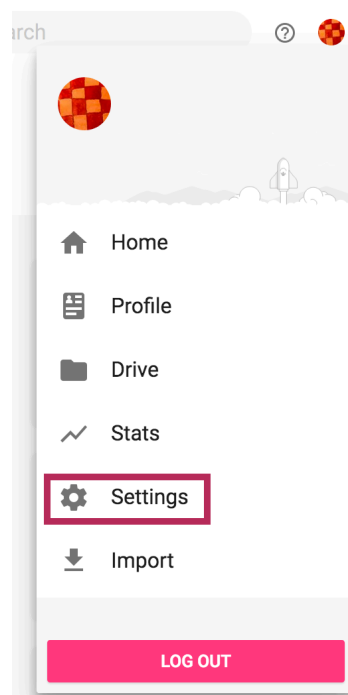 arch
Home
Profile
Drive
Stats
Settings
Import
LOG OUT